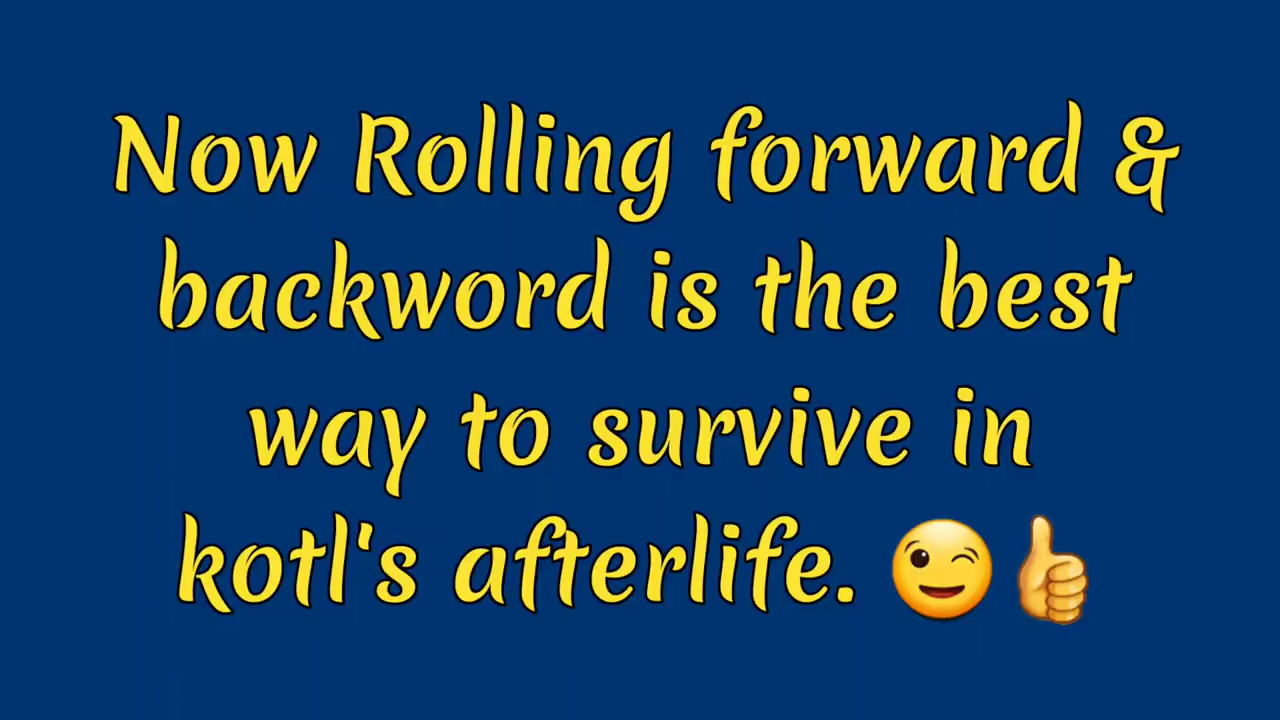 Now Rolling forward &
backword is the best
way to survive in
kotl's afterlife. 😉👍